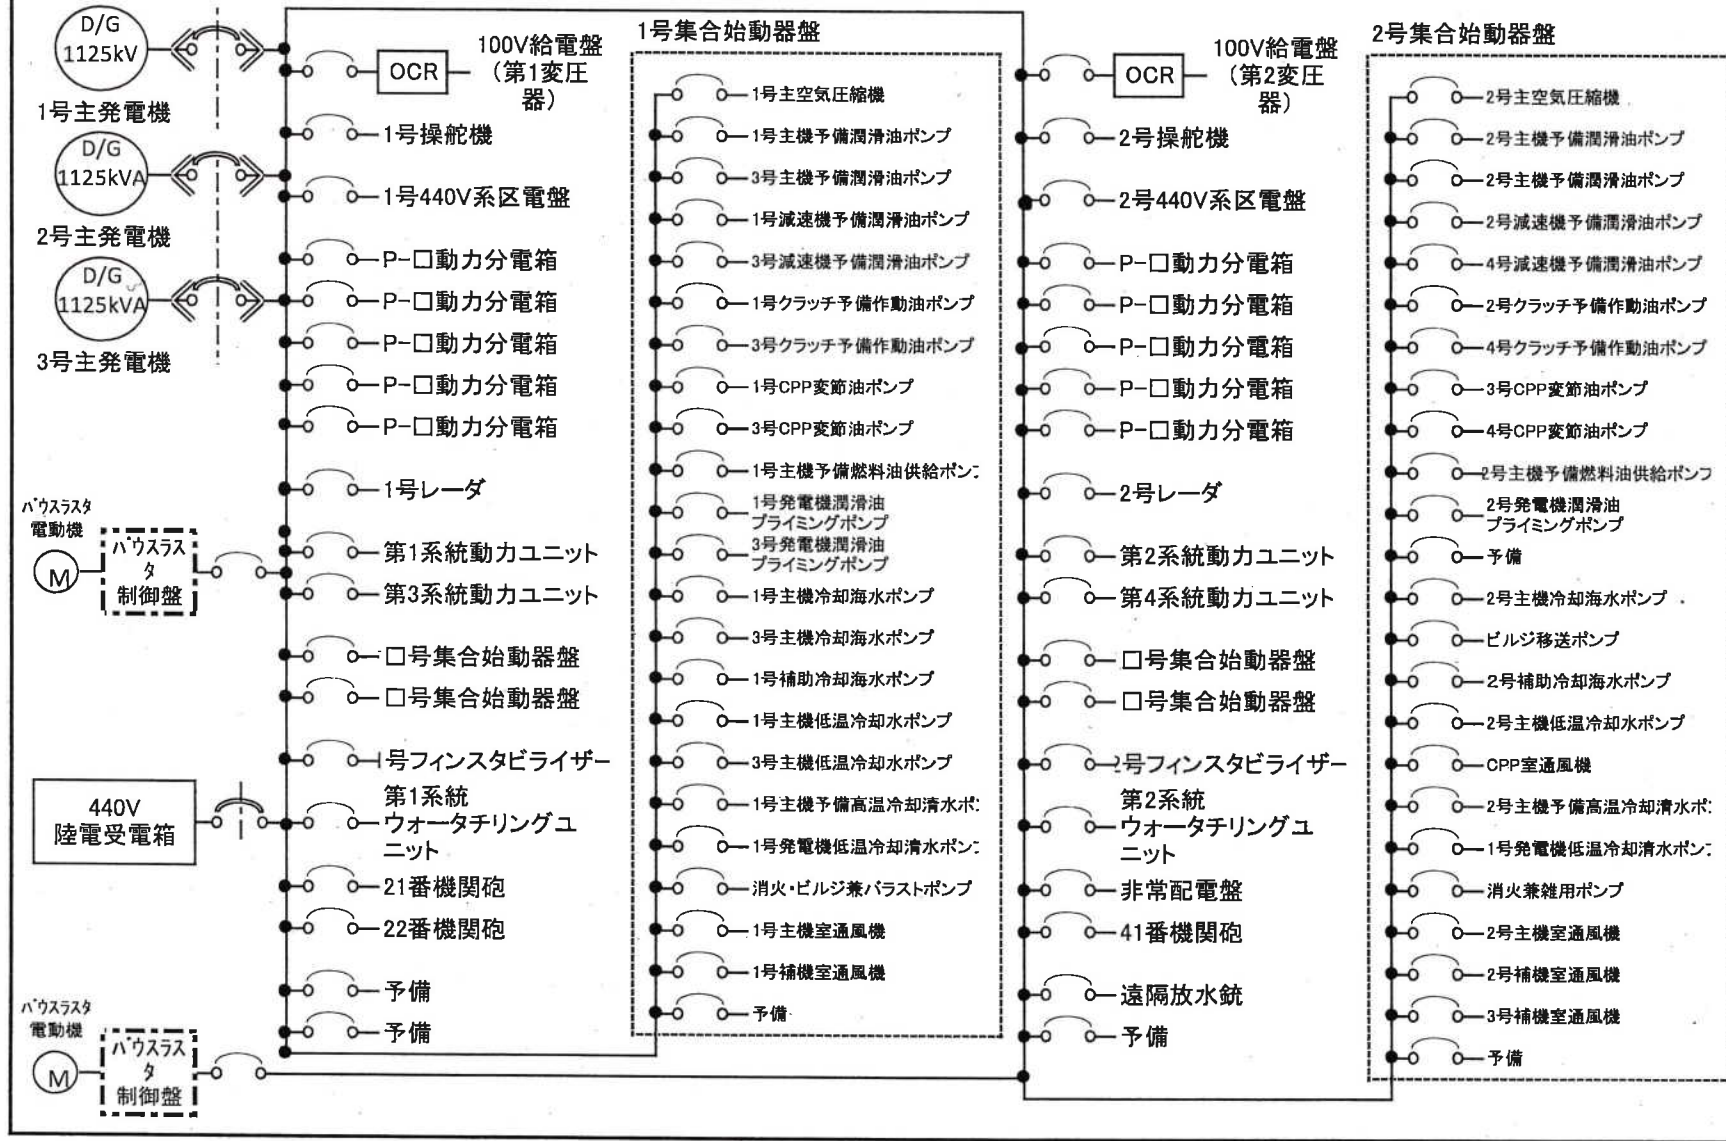 D/G
1125kV
1号主発電機
D/G
1125kVA
2号主発電機
D/G
1125kVA
3号主発電機
バウスラスタ
電動機
M
バウスラス
タ
制御盤
440V
陸電受電箱
バウスラスタ
電動機
M
バウスラス
タ
制御盤
OCR
100V給電盤
（第1変圧
器）
1号操舵機
1号440V系区電盤
P-□動力分電箱
P-□動力分電箱
P-□動力分電箱
P-□動力分電箱
P-□動力分電箱
1号レーダ
第1系統動力ユニット
第3系統動力ユニット
□号集合始動器盤
□号集合始動器盤
1号フィンスタビライザー
第1系統
ウォータチリングユ
ニット
21番機関砲
22番機関砲
予備
予備
1号集合始動器盤
1号主空気圧縮機
1号主機予備潤滑油ポンプ
3号主機予備潤滑油ポンプ
1号減速機予備潤滑油ポンプ
3号減速機予備潤滑油ポンプ
1号クラッチ予備作動油ポンプ
3号クラッチ予備作動油ポンプ
1号CPP変節油ポンプ
3号CPP変節油ポンプ
1号主機予備燃料油供給ポン
1号発電機潤滑油
プライミングポンプ
3号発電機潤滑油
プライミングポンプ
1号主機冷却海水ポンプ
3号主機冷却海水ポンプ
1号補助冷却海水ポンプ
1号主機低温冷却水ポンプ
3号主機低温冷却水ポンプ
1号主機予備高温冷却清水ポ
1号発電機低温冷却清水ポン
消火・ビルジ兼バラストポンプ
1号主機室通風機
1号補機室通風機
予備
OCR
100V給電盤
（第2変圧
器）
2号操舵機
2号440V系区電盤
P-□動力分電箱
P-□動力分電箱
P-□動力分電箱
P-□動力分電箱
P-□動力分電箱
2号レーダ
第2系統動力ユニット
第4系統動力ユニット
□号集合始動器盤
□号集合始動器盤
2号フィンスタビライザー
第2系統
ウォータチリングユ
ニット
非常配電盤
41番機関砲
遠隔放水銃
予備
2号集合始動器盤
2号主空気圧縮機
2号主機予備潤滑油ポンプ
2号主機予備潤滑油ポンプ
2号減速機予備潤滑油ポンプ
4号減速機予備潤滑油ポンプ
2号クラッチ予備作動油ポンプ
4号クラッチ予備作動油ポンプ
3号CPP変節油ポンプ
4号CPP変節油ポンプ
2号主機予備燃料油供給ポンプ
2号発電機潤滑油
プライミングポンプ
予備
2号主機冷却海水ポンプ
ビルジ移送ポンプ
2号補助冷却海水ポンプ
2号主機低温冷却水ポンプ
CPP室通風機
2号主機予備高温冷却清水ポ
1号発電機低温冷却清水ポン
消火兼雑用ポンプ
2号主機室通風機
2号補機室通風機
3号補機室通風機
予備